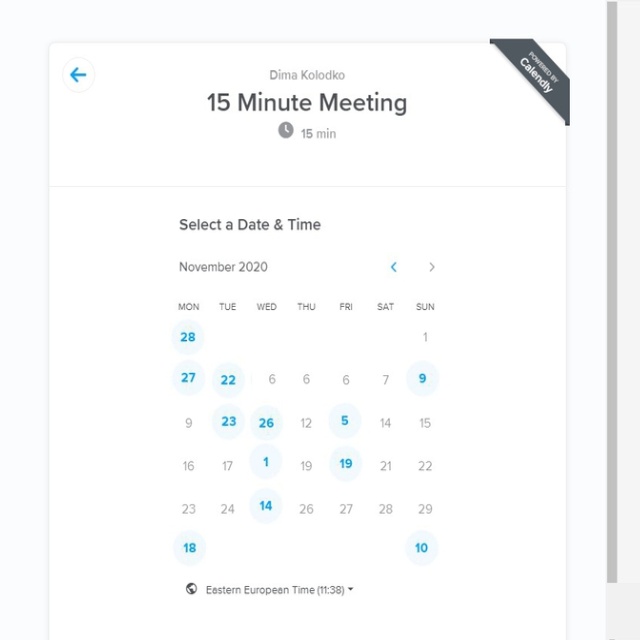 POWERED BY
Calendly
Dima Kolodko
15 Minute Meeting
15 min
Select a Date & Time
November 2020
MON TUE WED THU FRI SAT SUN
28 1
27 22 6 6 6 7 9
9 23 26 12 5 14 15
16 17 1 19 19 21 22
23 24 14 26 27 28 29
18 10
Eastern European Time (11:38)